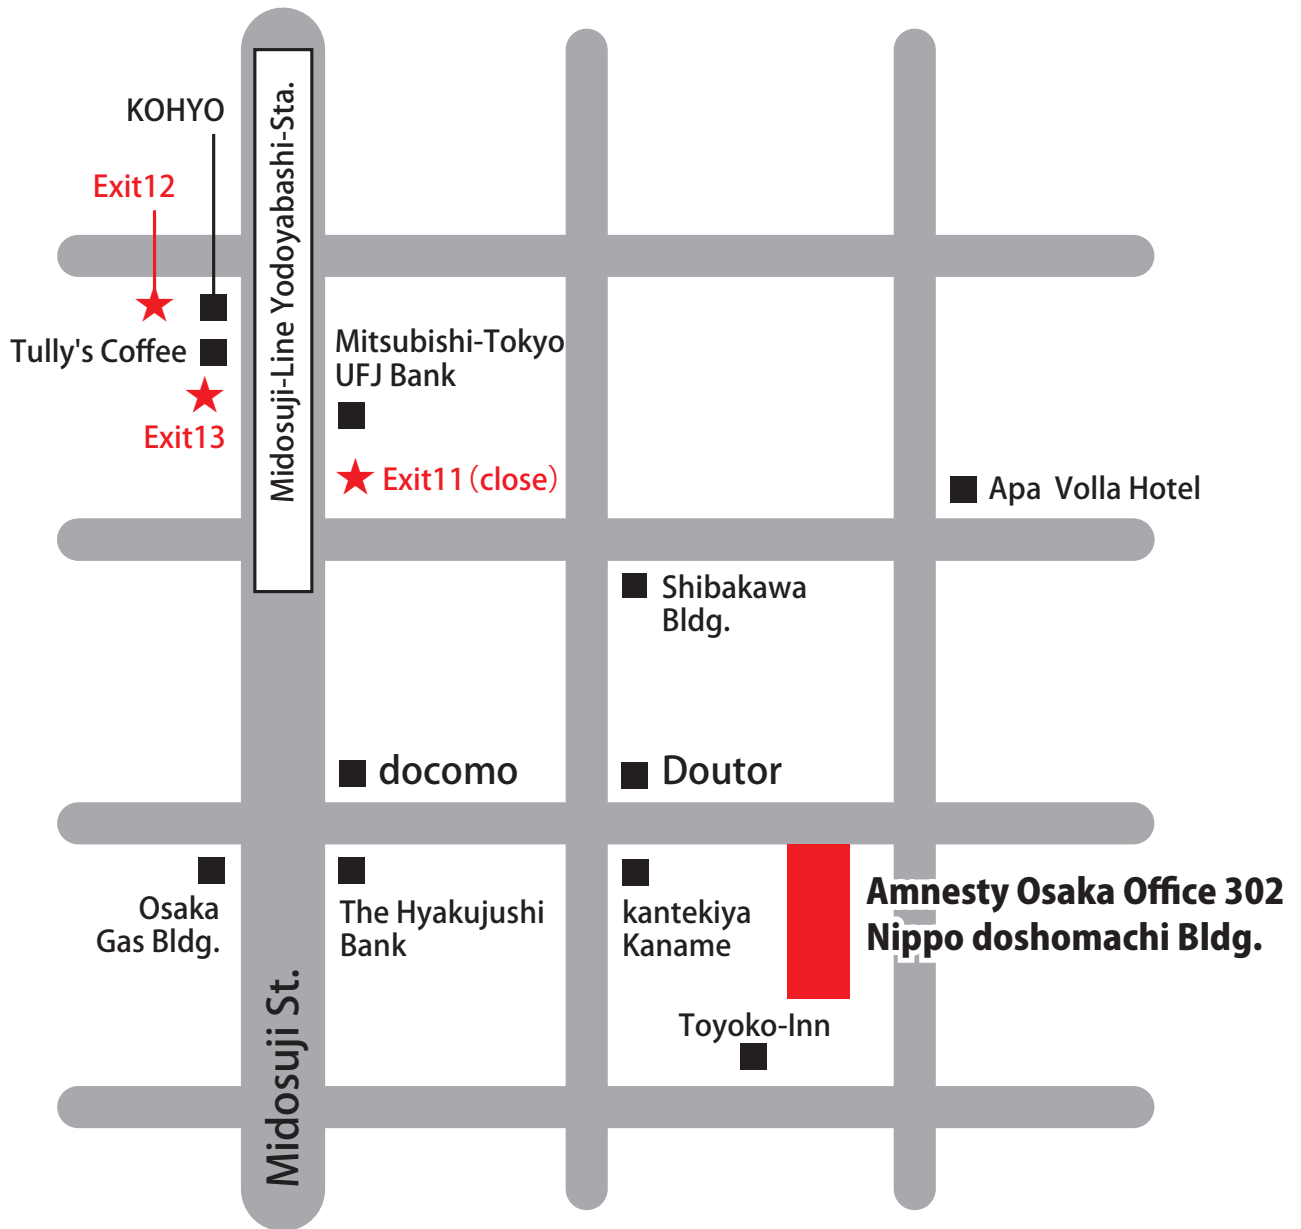 KOHYO
Exit12
Midosuji-Line Yodoyabashi-Sta.
Tully's Coffee
Exit13
Mitsubishi-Tokyo
UFJ Bank
Exit11（close）
Apa Volla Hotel
Shibakawa
Bldg.
docomo
Doutor
Osaka
Gas Bldg.
The Hyakujushi
Bank
kantekiya
Kaname
Amnesty Osaka Office 302
Nippo doshomachi Bldg.
Toyoko-Inn
Midosuji St.